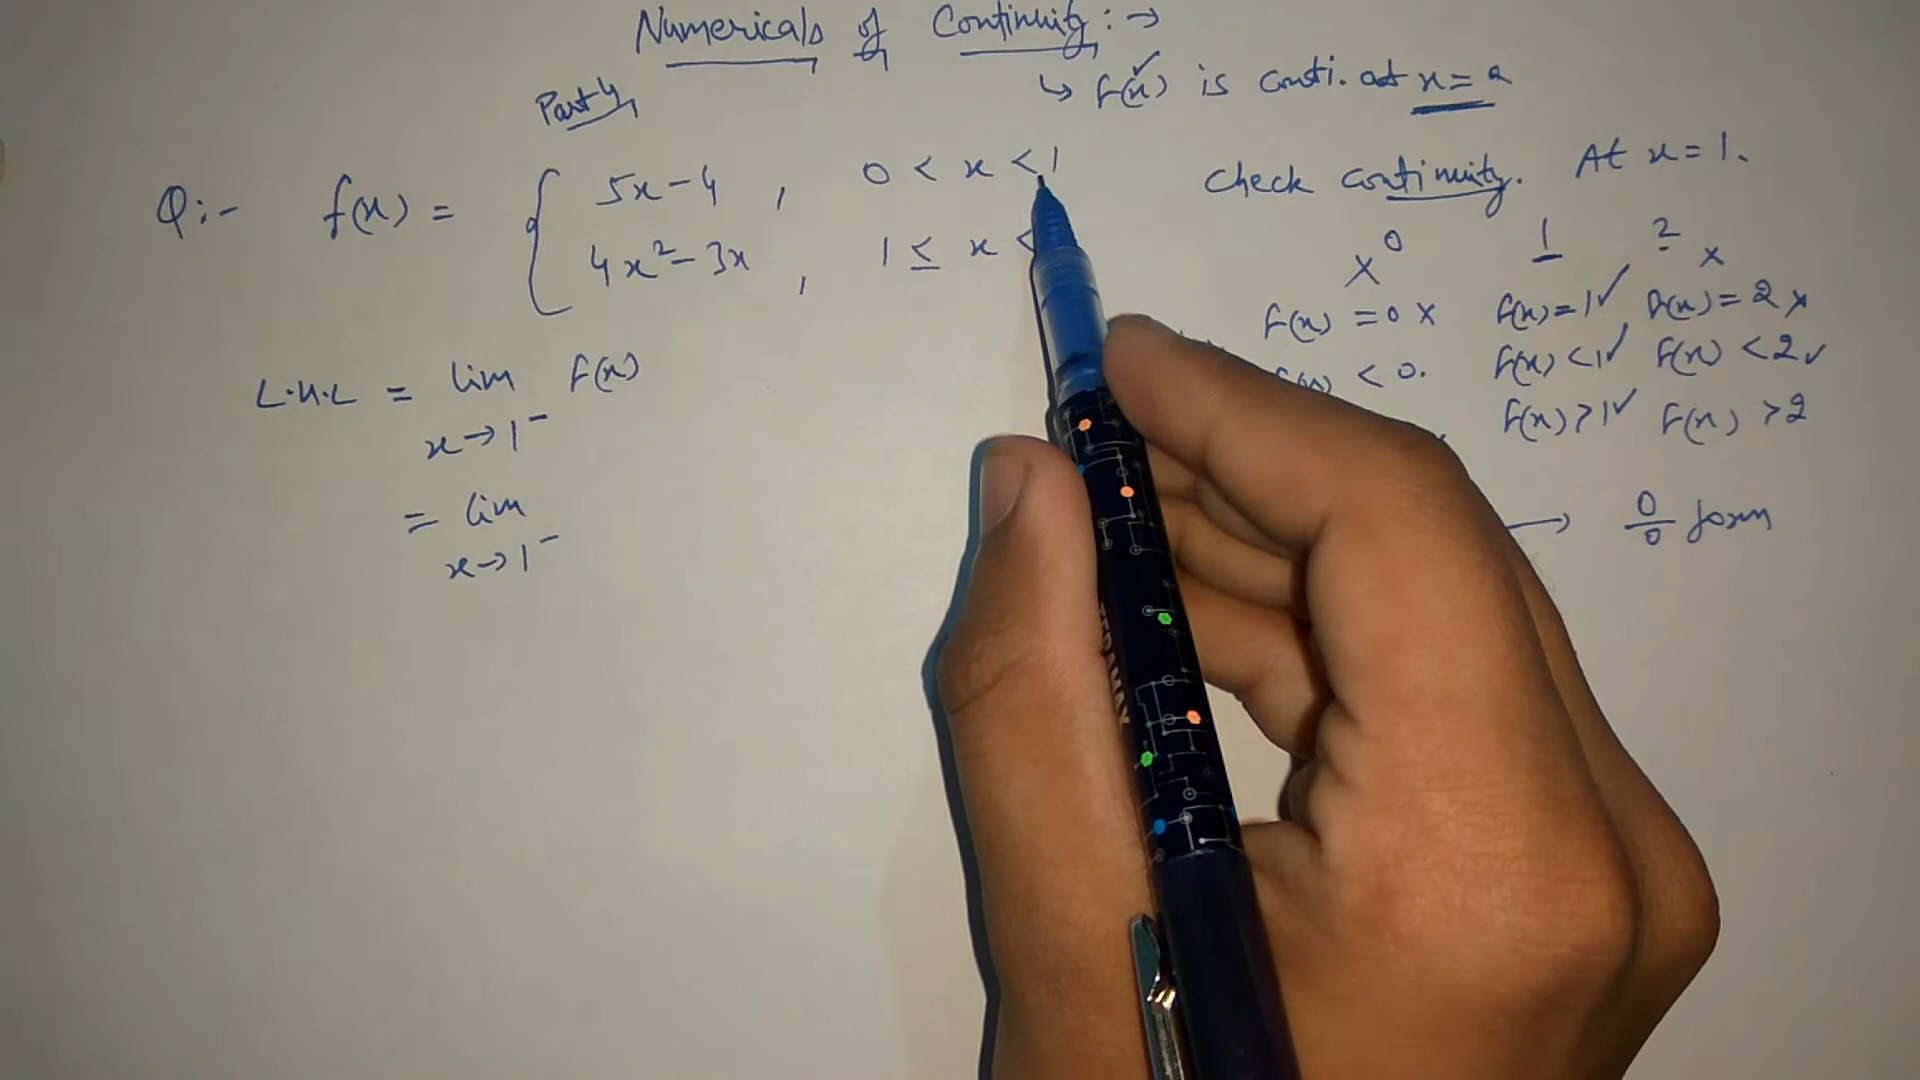 Numericals of Continuity : →
Part 4
↳ f(x) is conti. at x = a
Q:- f(x) = { 5x - 4 , 0 < x < 1
4x² - 3x , 1 ≤ x <
Check continuity. At x = 1.
0 1 2
x x
f(x) = 0 x f(x) = 1 ✓ f(x) = 2 x
< 0. f(x) < 1 ✓ f(x) < 2 ✓
f(x) > 1 ✓ f(x) > 2
L.H.L = lim f(x)
x → 1⁻
= lim
x → 1⁻
→ 0/0 form